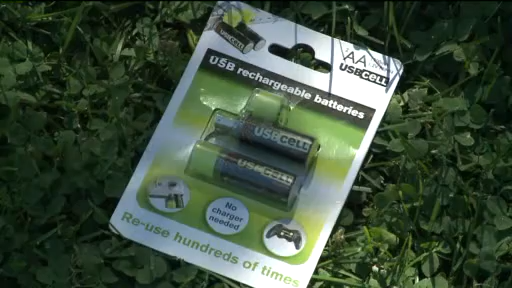 USBCELL
AA
USBCELL
USB rechargeable batteries
USBCELL
USBCELL
No
charger
needed
Re-use hundreds of times